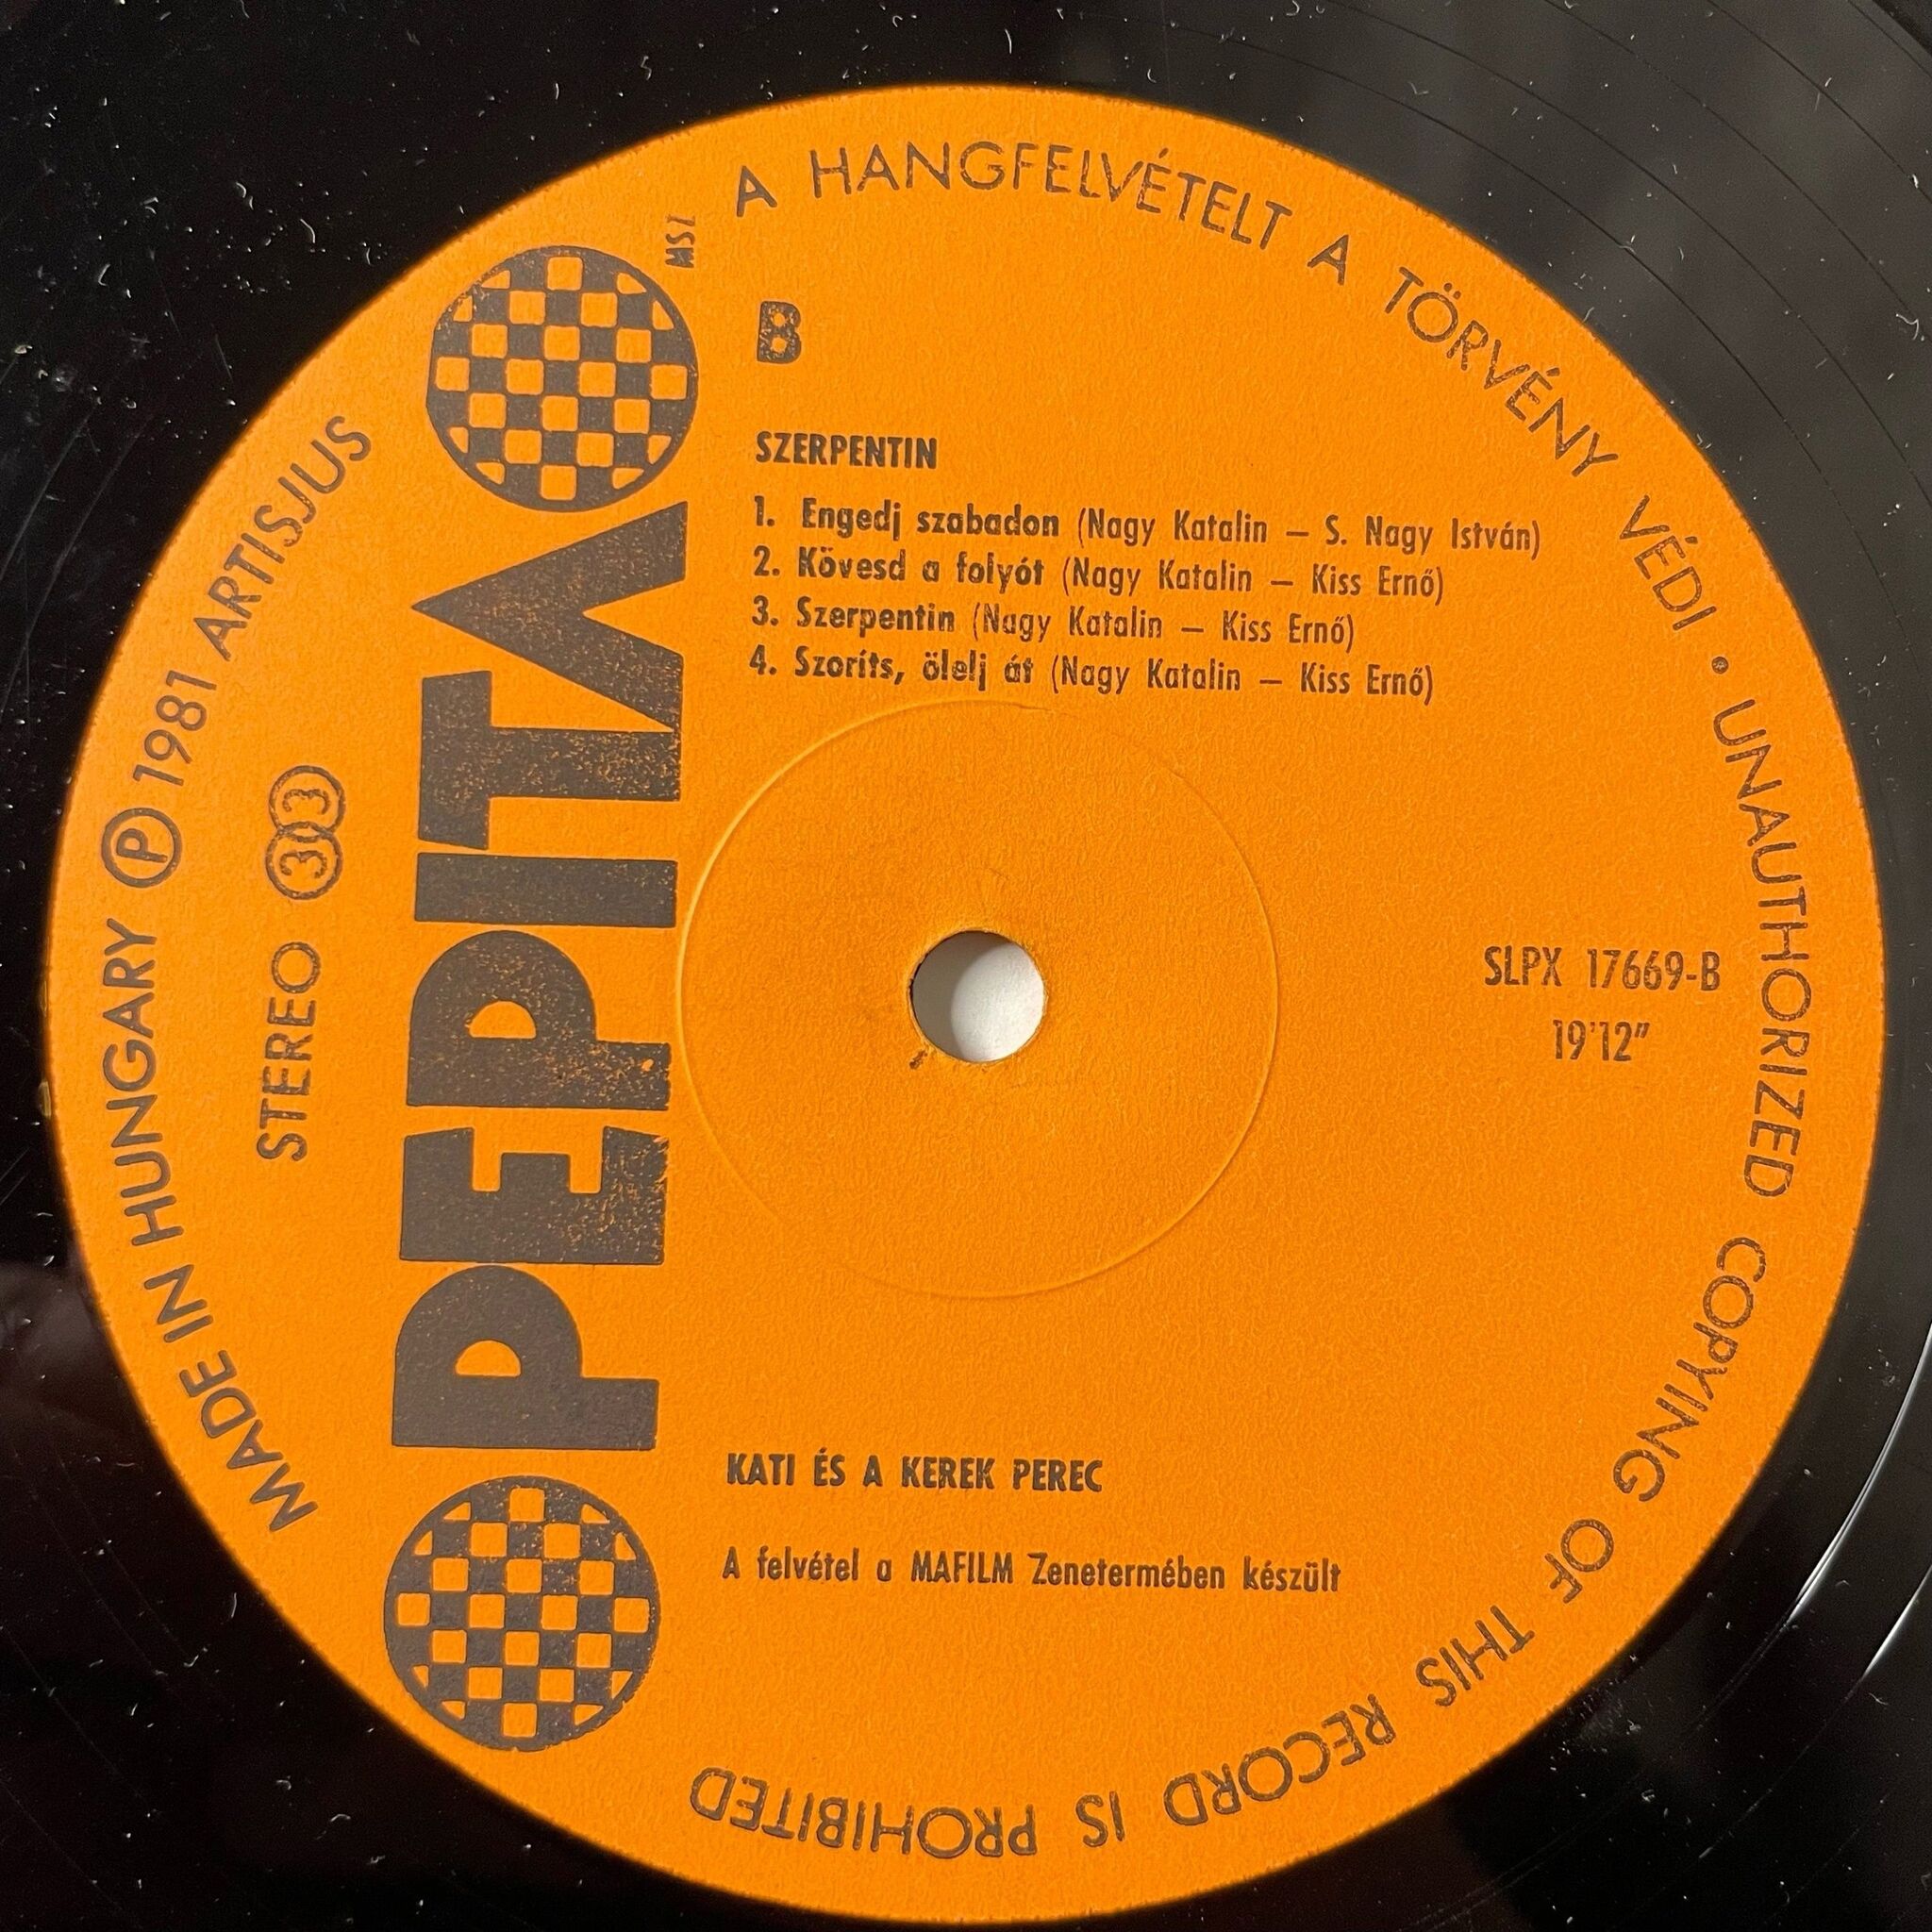 A HANGFELVÉTELT A TÖRVÉNY VÉDI • UNAUTHORIZED COPYING OF THIS RECORD IS PROHIBITED
MADE IN HUNGARY Ⓟ 1981 ARTISJUS
STEREO 33
PEPITA
MSZ
B
SZERPENTIN
1. Engedj szabadon (Nagy Katalin – S. Nagy István)
2. Kövesd a folyót (Nagy Katalin – Kiss Ernő)
3. Szerpentin (Nagy Katalin – Kiss Ernő)
4. Szoríts, ölelj át (Nagy Katalin – Kiss Ernő)
SLPX 17669-B
19'12"
KATI ÉS A KEREK PEREC
A felvétel a MAFILM Zenetermében készült